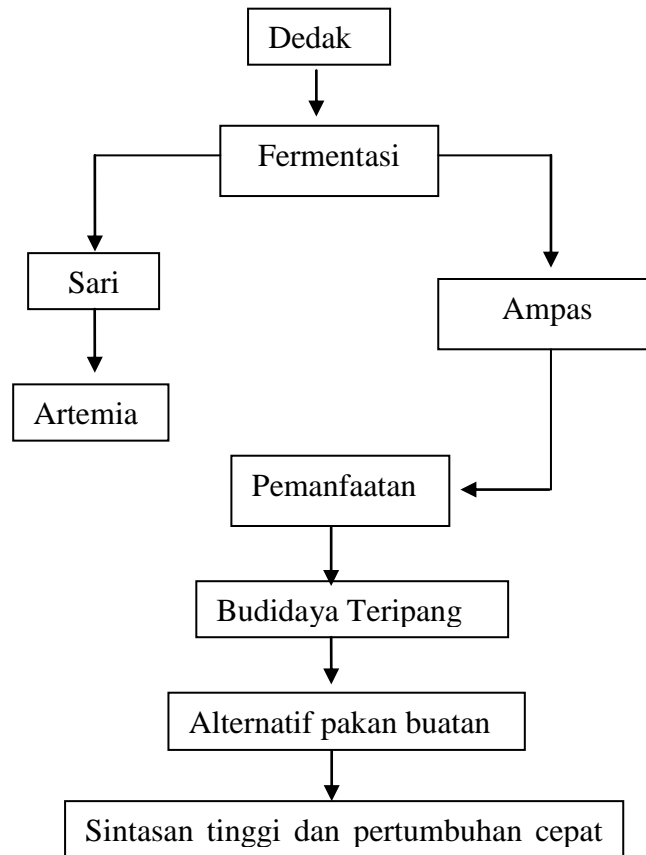 Dedak
Fermentasi
Sari
Ampas
Artemia
Pemanfaatan
Budidaya Teripang
Alternatif pakan buatan
Sintasan tinggi dan pertumbuhan cepat